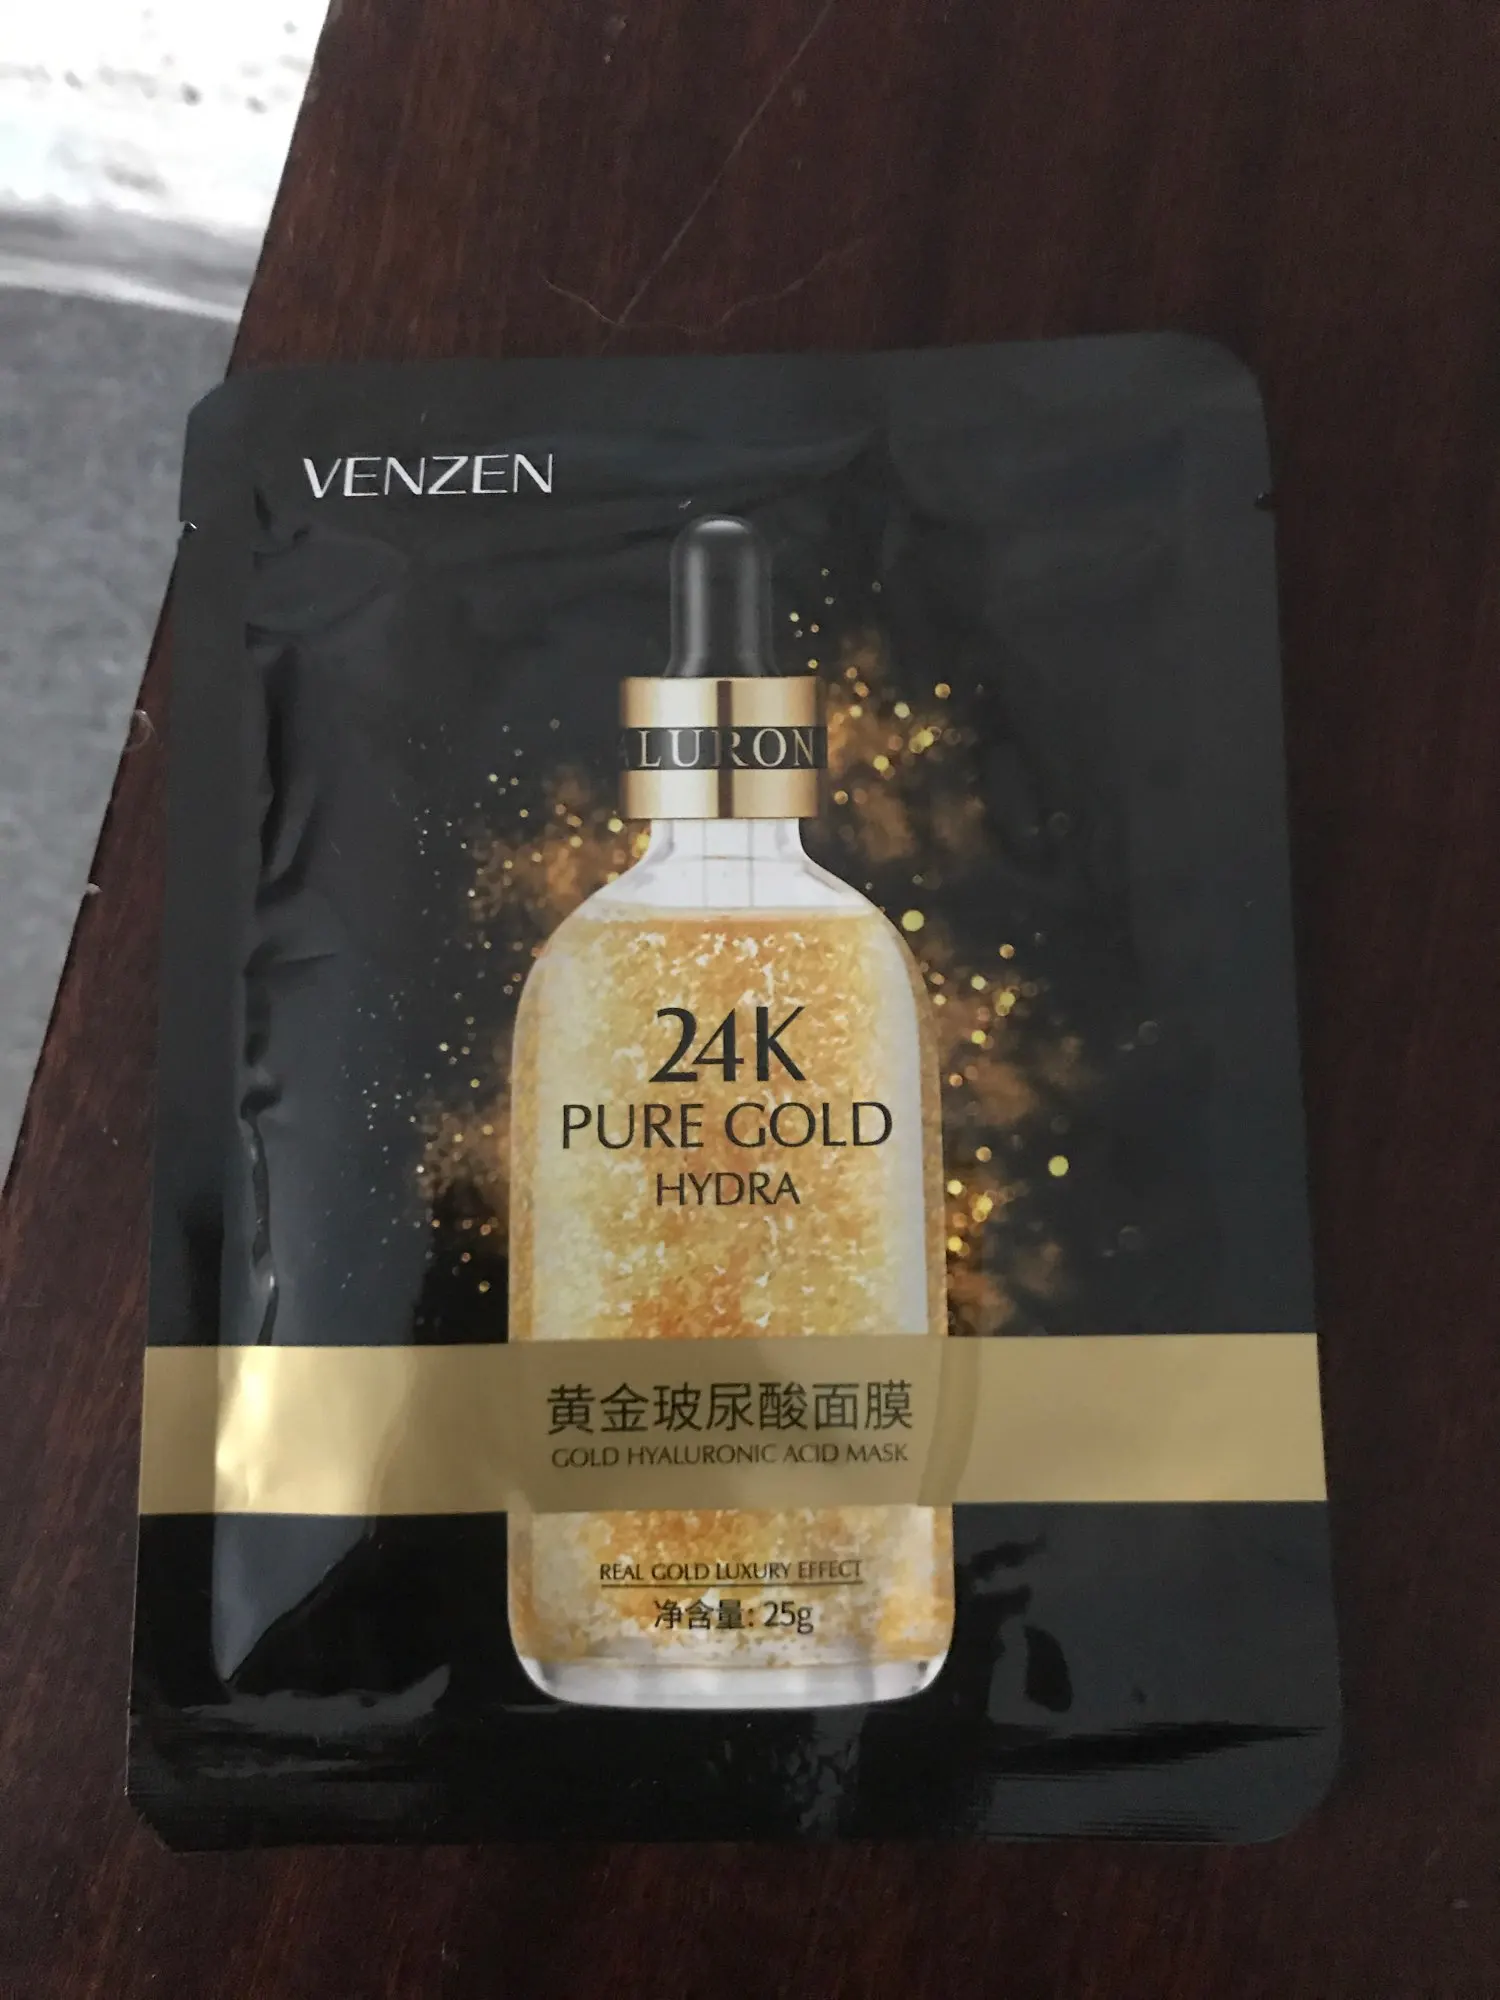 VENZEN
LURON
24K
PURE GOLD
HYDRA
黄金玻尿酸面膜
GOLD HYALURONIC ACID MASK
REAL GOLD LUXURY EFFECT
净含量: 25g